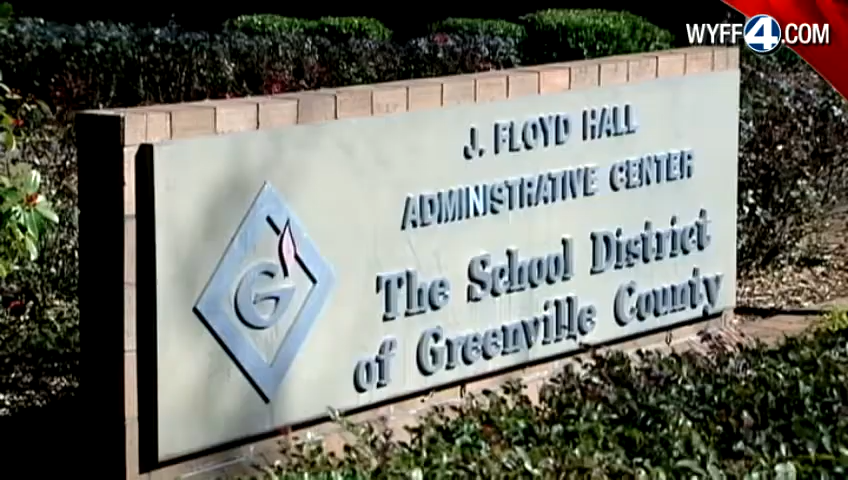 WYFF4.COM
J. FLOYD HALL
ADMINISTRATIVE CENTER
The School District
of Greenville County
G